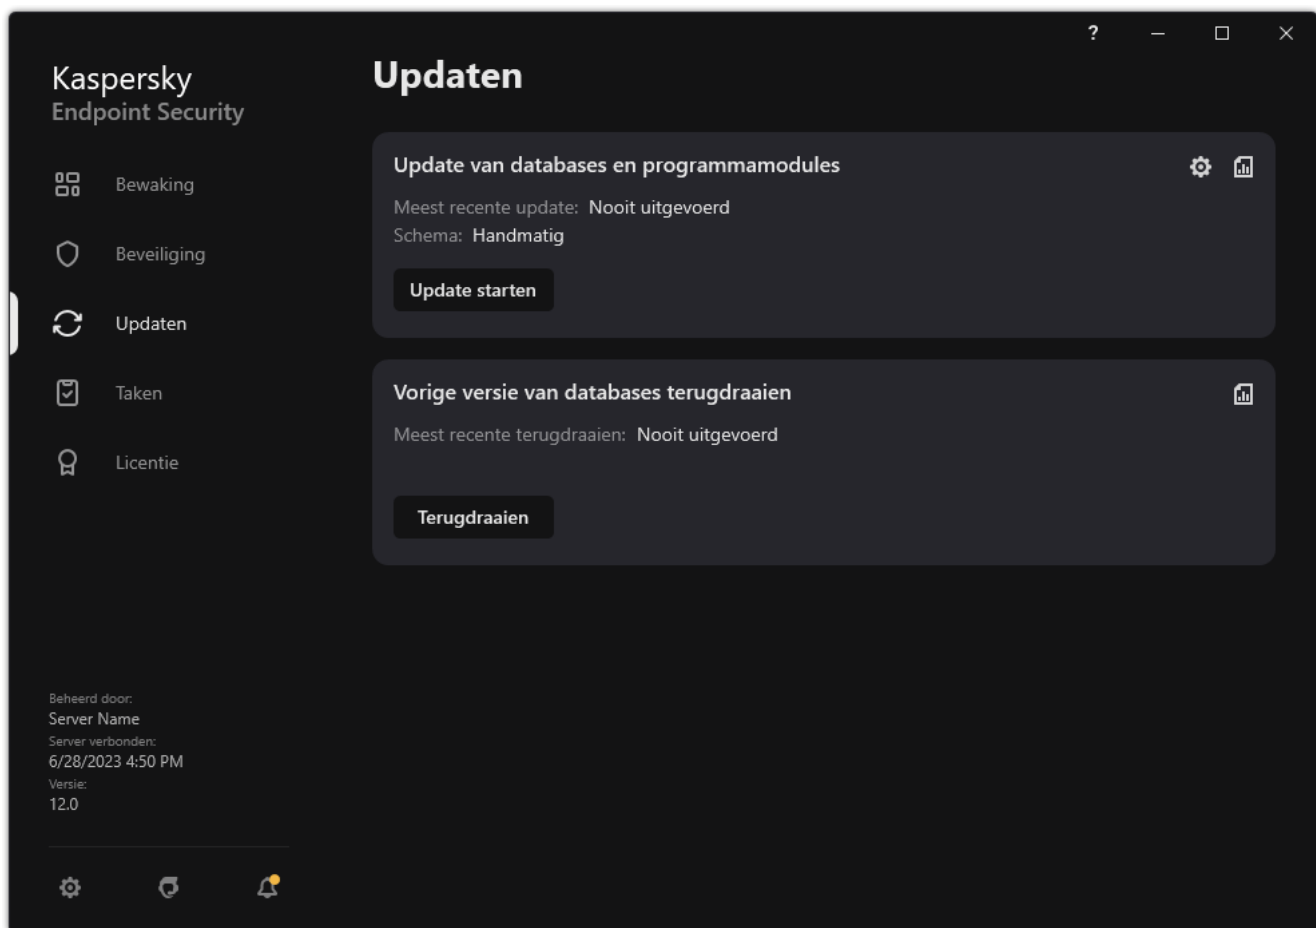 ?
Kaspersky
Endpoint Security
Bewaking
Beveiliging
Updaten
Taken
Licentie
Beheerd door:
Server Name
Server verbonden:
6/28/2023 4:50 PM
Versie:
12.0
Updaten
Update van databases en programmamodules
Meest recente update: Nooit uitgevoerd
Schema: Handmatig
Update starten
Vorige versie van databases terugdraaien
Meest recente terugdraaien: Nooit uitgevoerd
Terugdraaien